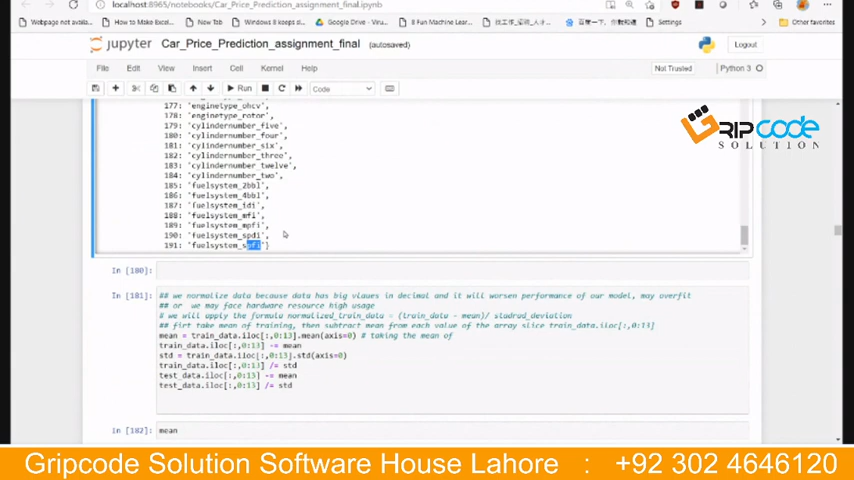 localhost:8965/notebooks/Car_Price_Prediction_assignment_final.ipynb
Webpage not availa...
How to Make Excel...
New Tab
Windows 8 keeps sl...
Google Drive - Virtu...
8 Fun Machine Lear...
Settings
Other favorites
jupyter Car_Price_Prediction_assignment_final (autosaved)
Logout
File Edit View Insert Cell Kernel Help
Not Trusted
Python 3
Run
Code
177: 'enginetype_ohcv',
178: 'enginetype_rotor',
179: 'cylindernumber_five',
180: 'cylindernumber_four',
181: 'cylindernumber_six',
182: 'cylindernumber_three',
183: 'cylindernumber_twelve',
184: 'cylindernumber_two',
185: 'fuelsystem_2bbl',
186: 'fuelsystem_4bbl',
187: 'fuelsystem_idi',
188: 'fuelsystem_mfi',
189: 'fuelsystem_mpfi',
190: 'fuelsystem_spdi',
191: 'fuelsystem_spfi'}
GRIPCODE
SOLUTION
In [180]:
In [181]:
## we normalize data because data has big vlaues in decimal and it will worsen performance of our model, may overfit
## or we may face hardware resource high usage
# we will apply the formula normalized_train_data = (train_data - mean)/ stadrad_deviation
## firt take mean of training, then subtract mean from each value of the array slice train_data.iloc[:,0:13]
mean = train_data.iloc[:,0:13].mean(axis=0) # taking the mean of
train_data.iloc[:,0:13] -= mean
std = train_data.iloc[:,0:13].std(axis=0)
train_data.iloc[:,0:13] /= std
test_data.iloc[:,0:13] -= mean
test_data.iloc[:,0:13] /= std
In [182]: mean
Gripcode Solution Software House Lahore : +92 302 4646120